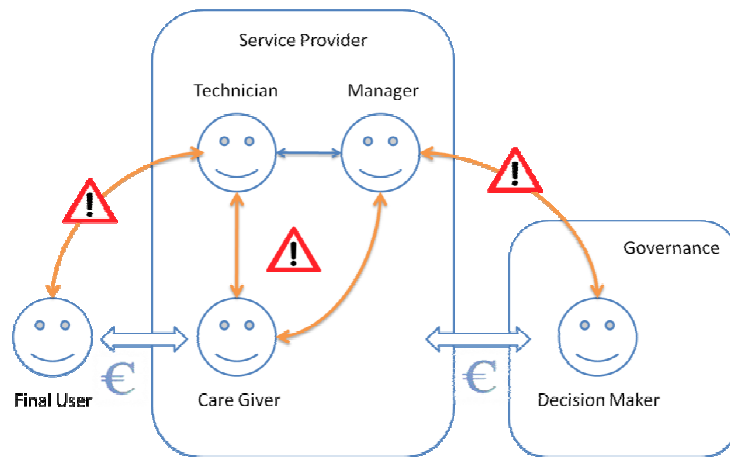 Service Provider
Technician
Manager
!
!
!
Governance
€
€
Final User
Care Giver
Decision Maker